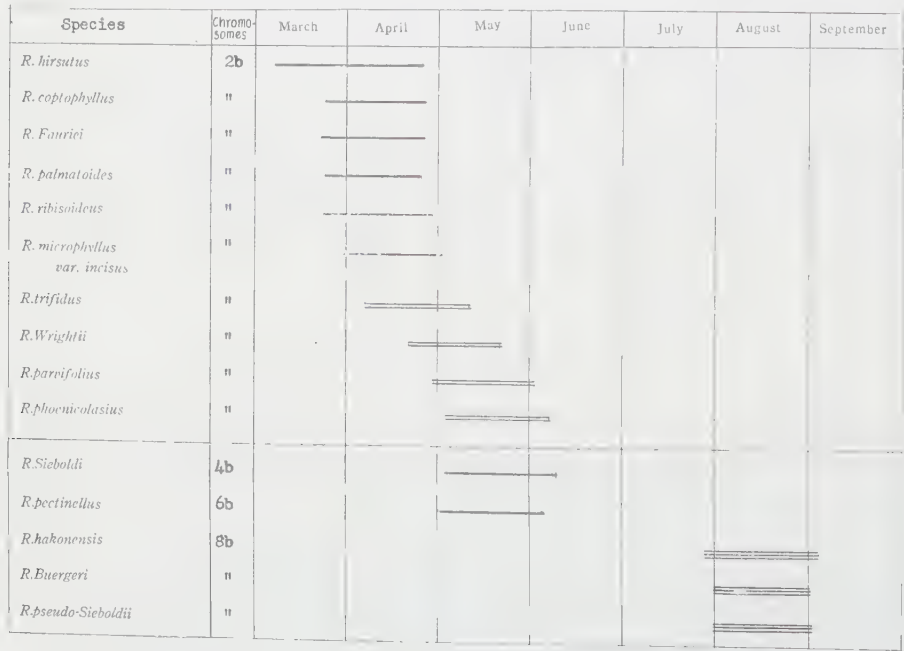 Species Chromo-somes March April May June July August September
R. hirsutus 2b
R. coptophyllus "
R. Fauriei "
R. palmatoides "
R. ribisoideus "
R. microphyllus "
var. incisus
R.trifidus "
R.Wrightii "
R.parvifolius "
R.phoenicolasius "
R.Sieboldi 4b
R.pectinellus 6b
R.hakonensis 8b
R.Buergeri "
R.pseudo-Sieboldii "